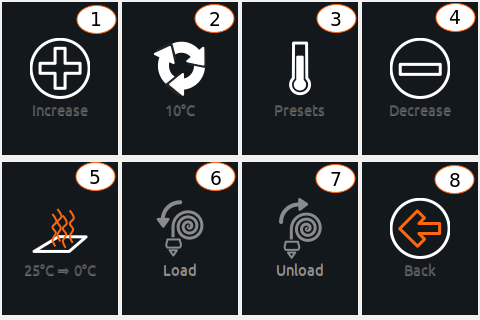 1
2
3
4
Increase
10°C
Presets
Decrease
5
6
7
8
25°C ⇒ 0°C
Load
Unload
Back